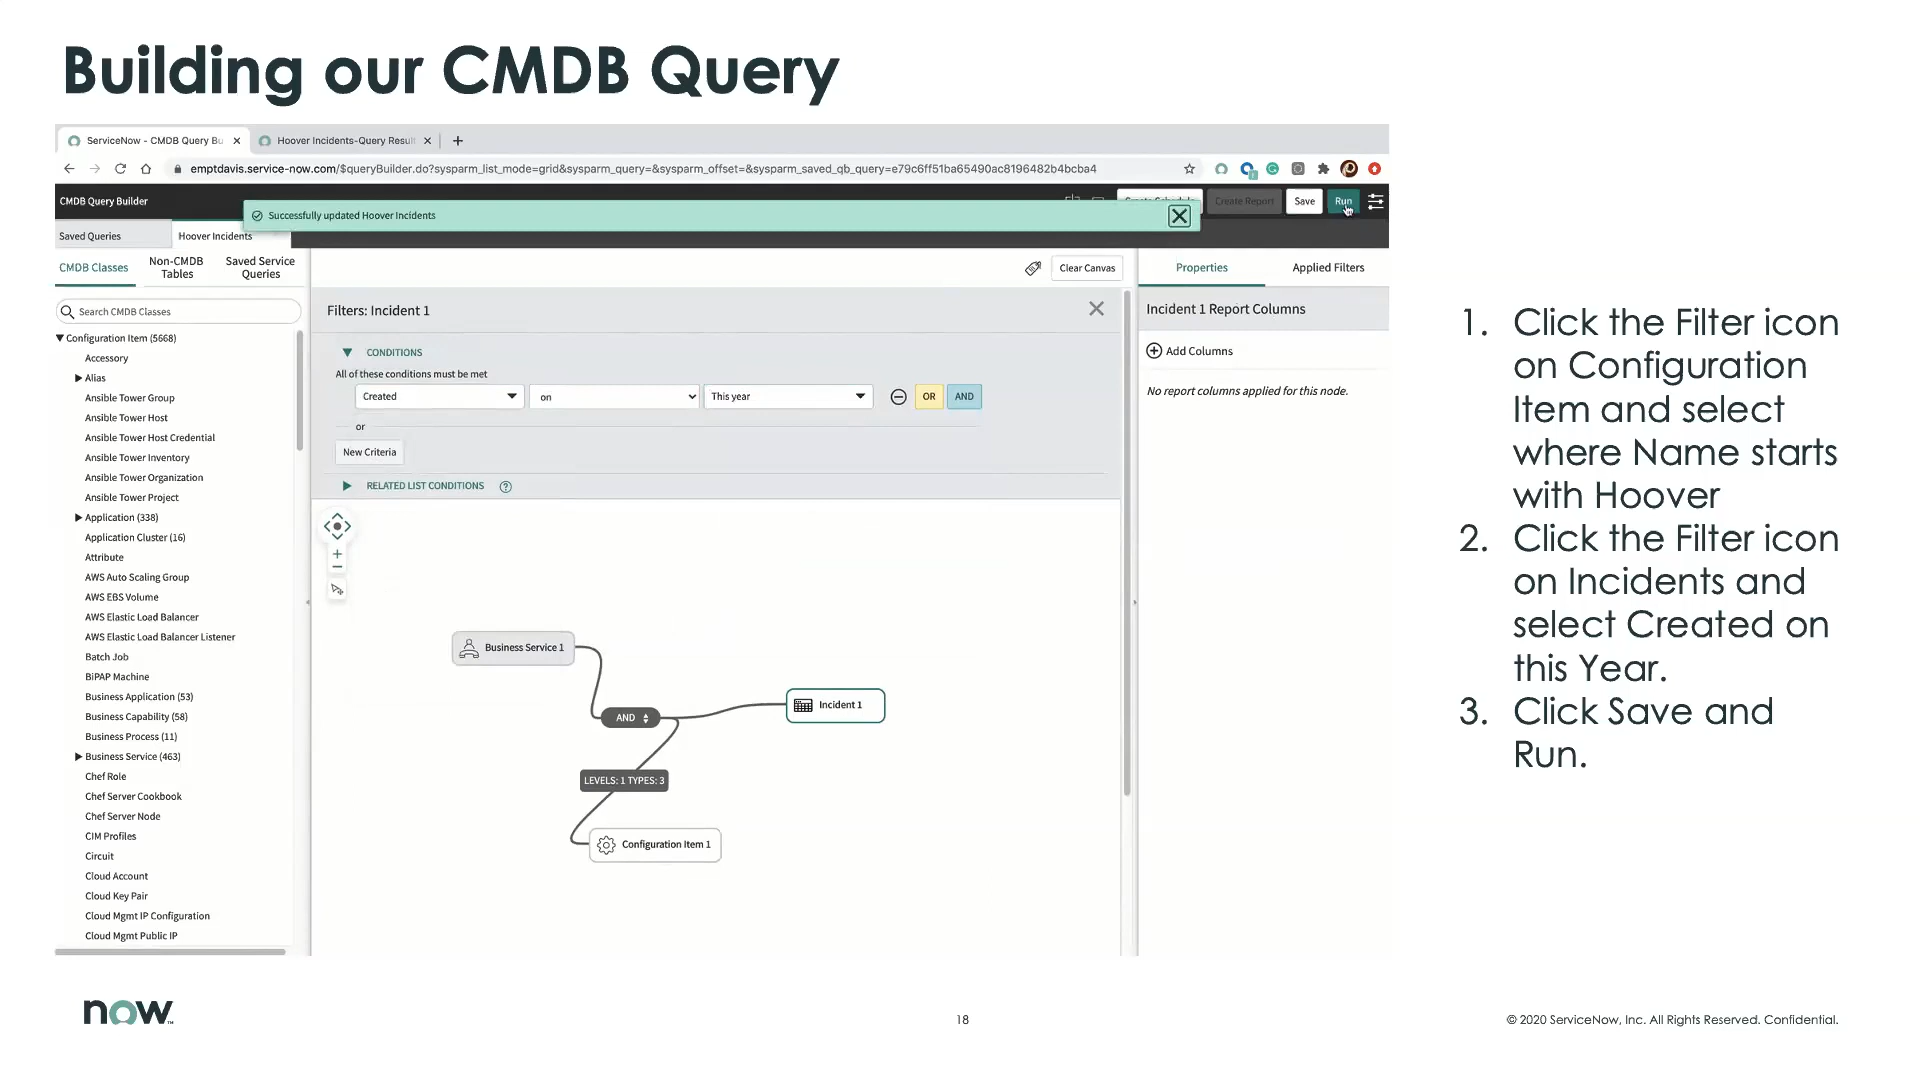 Building our CMDB Query
ServiceNow - CMDB Query Bu
Hoover Incidents-Query Result
emptdavis.service-now.com/$queryBuilder.do?sysparm_list_mode=grid&sysparm_query=&sysparm_offset=&sysparm_saved_qb_query=e79c6ff51ba65490ac8196482b4bcba4
CMDB Query Builder
Create Report
Save
Run
Successfully updated Hoover Incidents
Saved Queries
Hoover Incidents
CMDB Classes
Non-CMDB Tables
Saved Service Queries
Clear Canvas
Properties
Applied Filters
Search CMDB Classes
Configuration Item (5668)
Accessory
Alias
Ansible Tower Group
Ansible Tower Host
Ansible Tower Host Credential
Ansible Tower Inventory
Ansible Tower Organization
Ansible Tower Project
Application (338)
Application Cluster (16)
Attribute
AWS Auto Scaling Group
AWS EBS Volume
AWS Elastic Load Balancer
AWS Elastic Load Balancer Listener
Batch Job
BiPAP Machine
Business Application (53)
Business Capability (58)
Business Process (11)
Business Service (463)
Chef Role
Chef Server Cookbook
Chef Server Node
CIM Profiles
Circuit
Cloud Account
Cloud Key Pair
Cloud Mgmt IP Configuration
Cloud Mgmt Public IP
Filters: Incident 1
CONDITIONS
All of these conditions must be met
Created
on
This year
OR
AND
or
New Criteria
RELATED LIST CONDITIONS
Business Service 1
AND
Incident 1
LEVELS: 1 TYPES: 3
Configuration Item 1
Incident 1 Report Columns
Add Columns
No report columns applied for this node.
1. Click the Filter icon
on Configuration
Item and select
where Name starts
with Hoover
2. Click the Filter icon
on Incidents and
select Created on
this Year.
3. Click Save and
Run.
now
18
© 2020 ServiceNow, Inc. All Rights Reserved. Confidential.